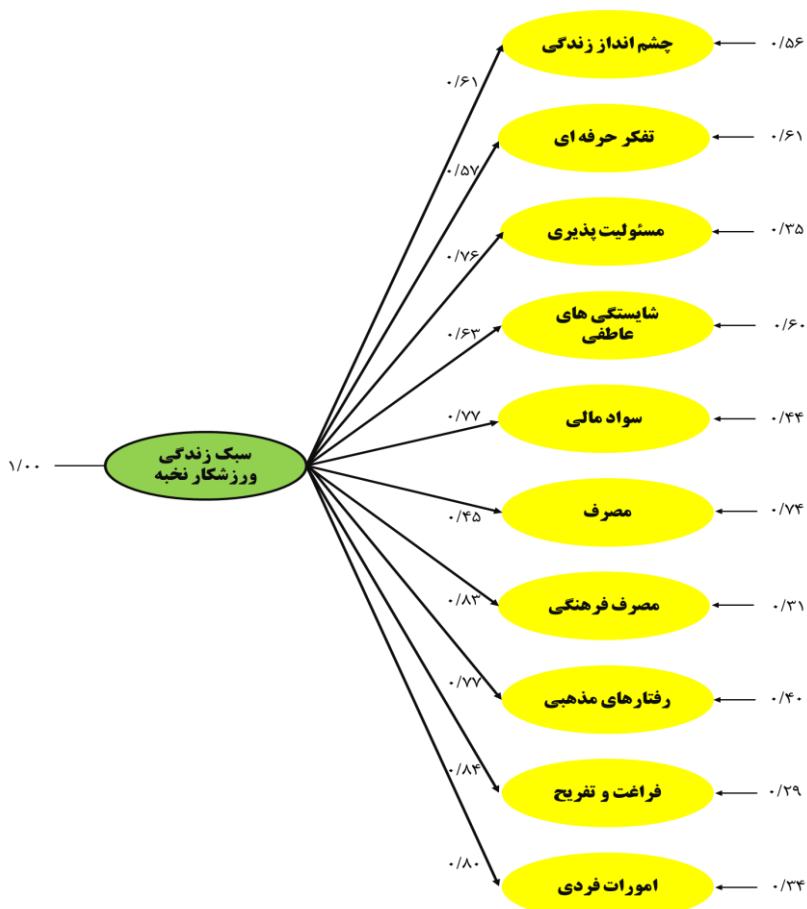 چشم انداز زندگی
۰/۵۶
۰/۶۱
تفکر حرفه ای
۰/۶۱
۰/۵۷
مسئولیت پذیری
۰/۳۵
۰/۷۶
شایستگی های
عاطفی
۰/۶۰
۰/۶۳
سواد مالی
۰/۴۴
۰/۷۷
سبک زندگی
ورزشکار نخبه
۱/۰۰
مصرف
۰/۷۴
۰/۴۵
مصرف فرهنگی
۰/۳۱
۰/۸۳
رفتارهای مذهبی
۰/۴۰
۰/۷۷
فراغت و تفریح
۰/۲۹
۰/۸۴
امورات فردی
۰/۳۴
۰/۸۰